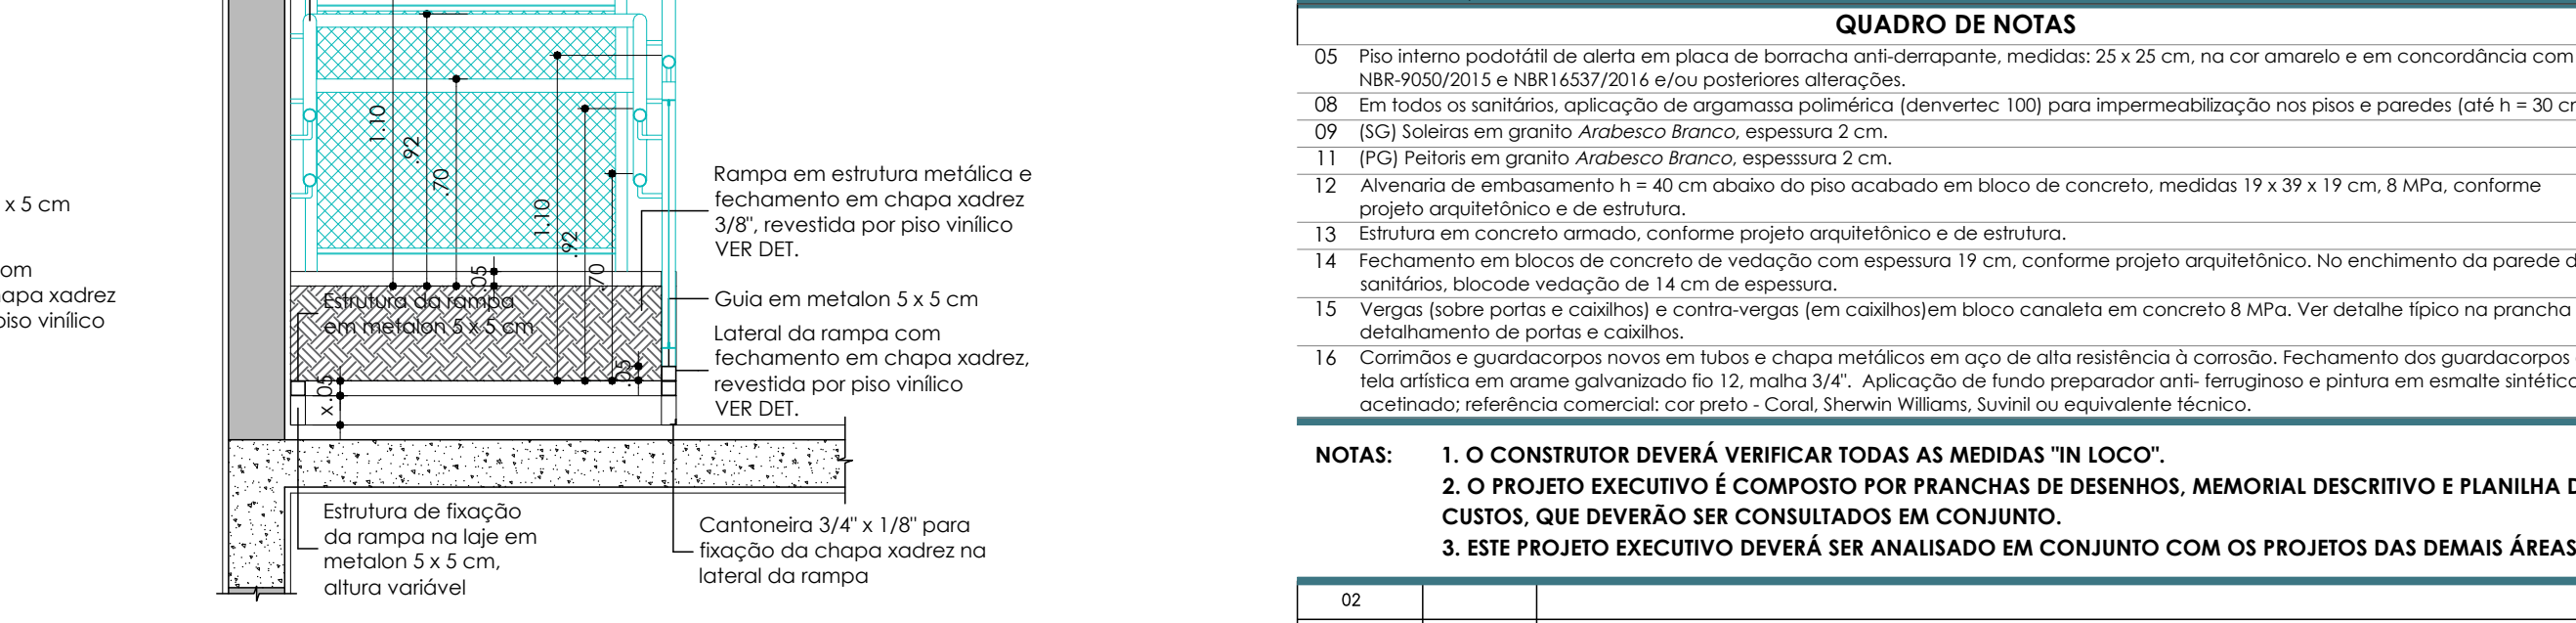 x 5 cm
om
apa xadrez
iso vinílico
1.10
.92
.70
.05
1.10
.92
.70
.05
x.05
Estrutura da rampa
em metalon 5 x 5 cm
Rampa em estrutura metálica e
fechamento em chapa xadrez
3/8", revestida por piso vinílico
VER DET.
Guia em metalon 5 x 5 cm
Lateral da rampa com
fechamento em chapa xadrez,
revestida por piso vinílico
VER DET.
Estrutura de fixação
da rampa na laje em
metalon 5 x 5 cm,
altura variável
Cantoneira 3/4" x 1/8" para
fixação da chapa xadrez na
lateral da rampa
QUADRO DE NOTAS
05 Piso interno podotátil de alerta em placa de borracha anti-derrapante, medidas: 25 x 25 cm, na cor amarelo e em concordância com
NBR-9050/2015 e NBR16537/2016 e/ou posteriores alterações.
08 Em todos os sanitários, aplicação de argamassa polimérica (denvertec 100) para impermeabilização nos pisos e paredes (até h = 30 cm
09 (SG) Soleiras em granito Arabesco Branco, espessura 2 cm.
11 (PG) Peitoris em granito Arabesco Branco, espesssura 2 cm.
12 Alvenaria de embasamento h = 40 cm abaixo do piso acabado em bloco de concreto, medidas 19 x 39 x 19 cm, 8 MPa, conforme
projeto arquitetônico e de estrutura.
13 Estrutura em concreto armado, conforme projeto arquitetônico e de estrutura.
14 Fechamento em blocos de concreto de vedação com espessura 19 cm, conforme projeto arquitetônico. No enchimento da parede d
sanitários, blocode vedação de 14 cm de espessura.
15 Vergas (sobre portas e caixilhos) e contra-vergas (em caixilhos)em bloco canaleta em concreto 8 MPa. Ver detalhe típico na prancha
detalhamento de portas e caixilhos.
16 Corrimãos e guardacorpos novos em tubos e chapa metálicos em aço de alta resistência à corrosão. Fechamento dos guardacorpos
tela artística em arame galvanizado fio 12, malha 3/4". Aplicação de fundo preparador anti- ferruginoso e pintura em esmalte sintético
acetinado; referência comercial: cor preto - Coral, Sherwin Williams, Suvinil ou equivalente técnico.
NOTAS: 1. O CONSTRUTOR DEVERÁ VERIFICAR TODAS AS MEDIDAS "IN LOCO".
2. O PROJETO EXECUTIVO É COMPOSTO POR PRANCHAS DE DESENHOS, MEMORIAL DESCRITIVO E PLANILHA D
CUSTOS, QUE DEVERÃO SER CONSULTADOS EM CONJUNTO.
3. ESTE PROJETO EXECUTIVO DEVERÁ SER ANALISADO EM CONJUNTO COM OS PROJETOS DAS DEMAIS ÁREAS
02